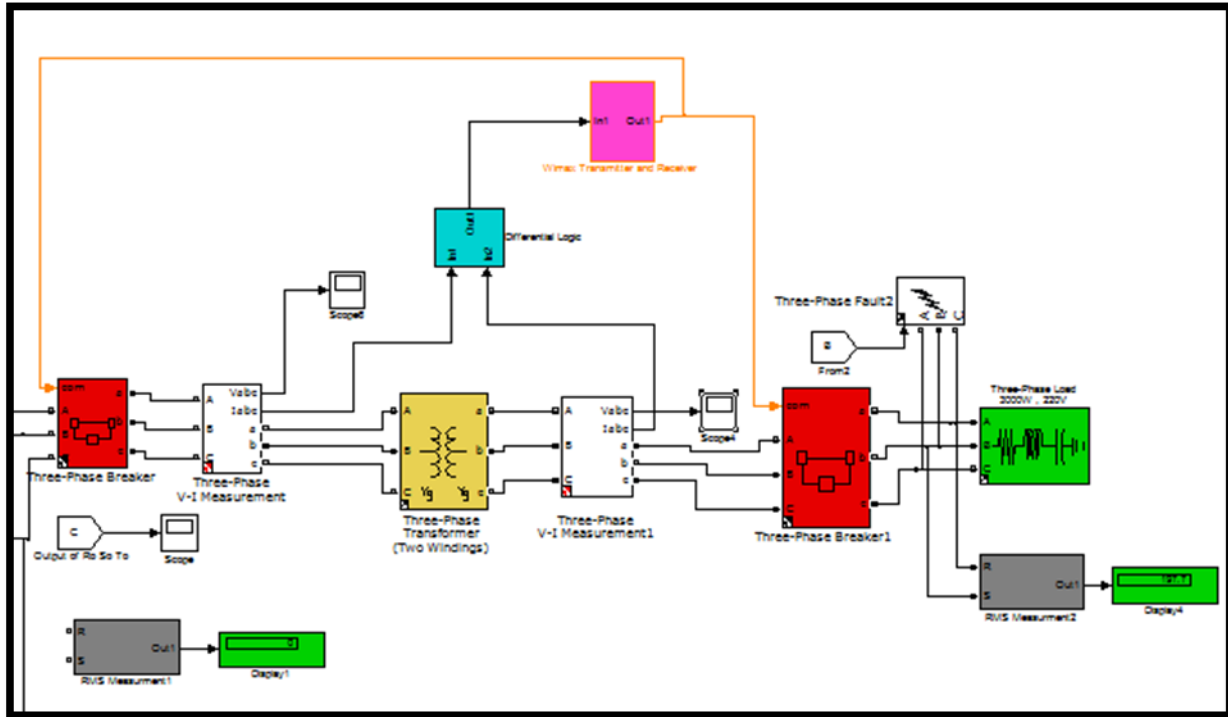 In1
Out1
Wimax Transmitter and Receiver
Out1
In1
In2
Differential Logic
Scope6
Three-Phase Fault2
A B C
B
From2
com
A
B
C
a
b
c
Three-Phase Breaker
A
B
C
Vabc
Iabc
a
b
c
Three-Phase
V-I Measurement
A
B
C
a
b
c
Yg
Yg
Three-Phase
Transformer
(Two Windings)
A
B
C
Vabc
Iabc
a
b
c
Three-Phase
V-I Measurement1
Scope4
com
A
B
C
a
b
c
Three-Phase Breaker1
Three-Phase Load
A
B
C
C
Output of Ro So To
Scope
R
S
Out1
RMS Measurment1
0
Display1
R
S
Out1
RMS Measurment2
Display4